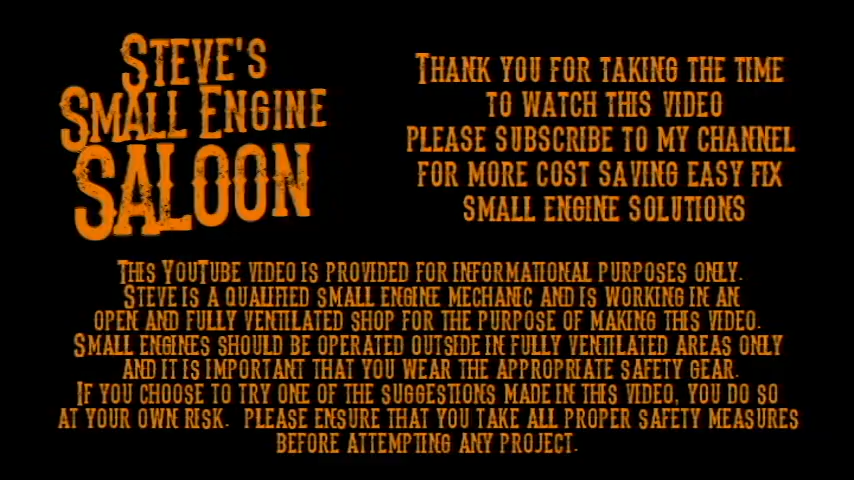 Steve's
Small Engine
Saloon
Thank you for taking the time
to watch this video
please subscribe to my channel
for more cost saving easy fix
small engine solutions
This YouTube video is provided for informational purposes only.
Steve is a qualified small engine mechanic and is working in an
open and fully ventilated shop for the purpose of making this video.
Small engines should be operated outside in fully ventilated areas only
and it is important that you wear the appropriate safety gear.
If you choose to try one of the suggestions made in this video, you do so
at your own risk. Please ensure that you take all proper safety measures
before attempting any project.